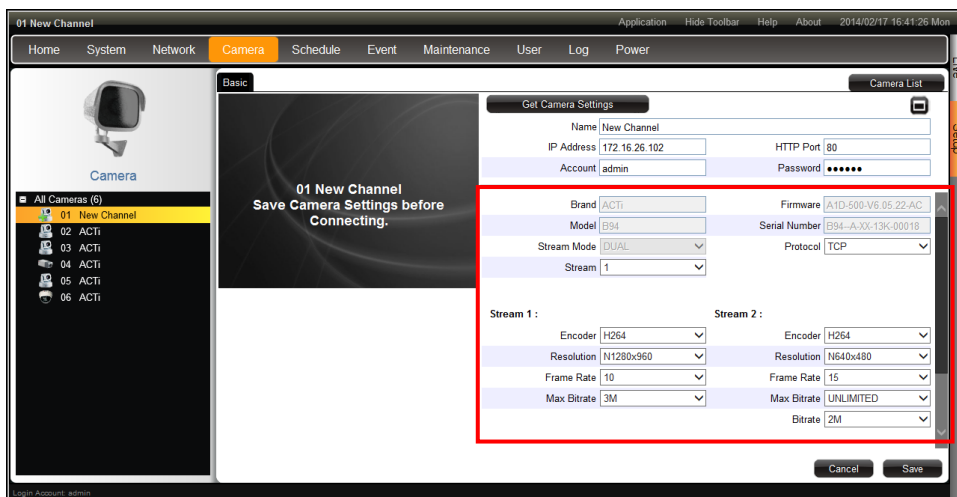 01 New Channel Application Hide Toolbar Help About 2014/02/17 16:41:26 Mon
Home System Network Camera Schedule Event Maintenance User Log Power
Live
Setup
Camera
All Cameras (6)
01 New Channel
02 ACTi
03 ACTi
04 ACTi
05 ACTi
06 ACTi
Basic
Camera List
01 New Channel
Save Camera Settings before
Connecting.
Get Camera Settings
Name New Channel
IP Address 172.16.26.102 HTTP Port 80
Account admin Password ●●●●●●
Brand ACTi Firmware A1D-500-V6.05.22-AC
Model B94 Serial Number B94--A-XX-13K-00018
Stream Mode DUAL Protocol TCP
Stream 1
Stream 1 : Stream 2 :
Encoder H264 Encoder H264
Resolution N1280x960 Resolution N640x480
Frame Rate 10 Frame Rate 15
Max Bitrate 3M Max Bitrate UNLIMITED
Bitrate 2M
Cancel Save
Login Account: admin